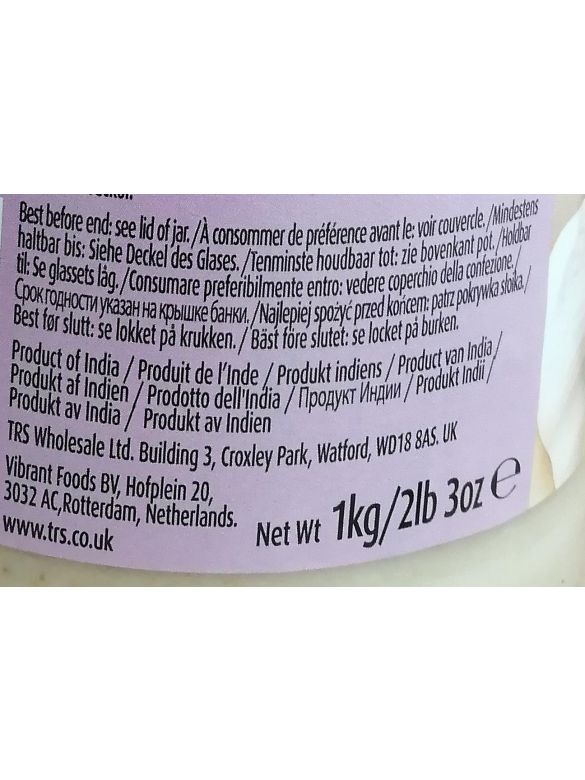 Best before end: see lid of jar. / À consommer de préférence avant le: voir couvercle. / Mindestens
haltbar bis: Siehe Deckel des Glases. / Tenminste houdbaar tot: zie bovenkant pot. / Holdbar
til: Se glassets låg. / Consumare preferibilmente entro: vedere coperchio della confezione. /
Срок годности указан на крышке банки. / Najlepiej spożyć przed końcem: patrz pokrywka słoika. /
Best før slutt: se lokket på krukken. / Bäst före slutet: se locket på burken.
Product of India / Produit de l'Inde / Produkt indiens / Product van India /
Produkt af Indien / Prodotto dell'India / Продукт Индии / Produkt Indii /
Produkt av India / Produkt av Indien
TRS Wholesale Ltd. Building 3, Croxley Park, Watford, WD18 8AS. UK
Vibrant Foods BV, Hofplein 20,
3032 AC, Rotterdam, Netherlands.
www.trs.co.uk
Net Wt 1kg/2lb 3oz ℮